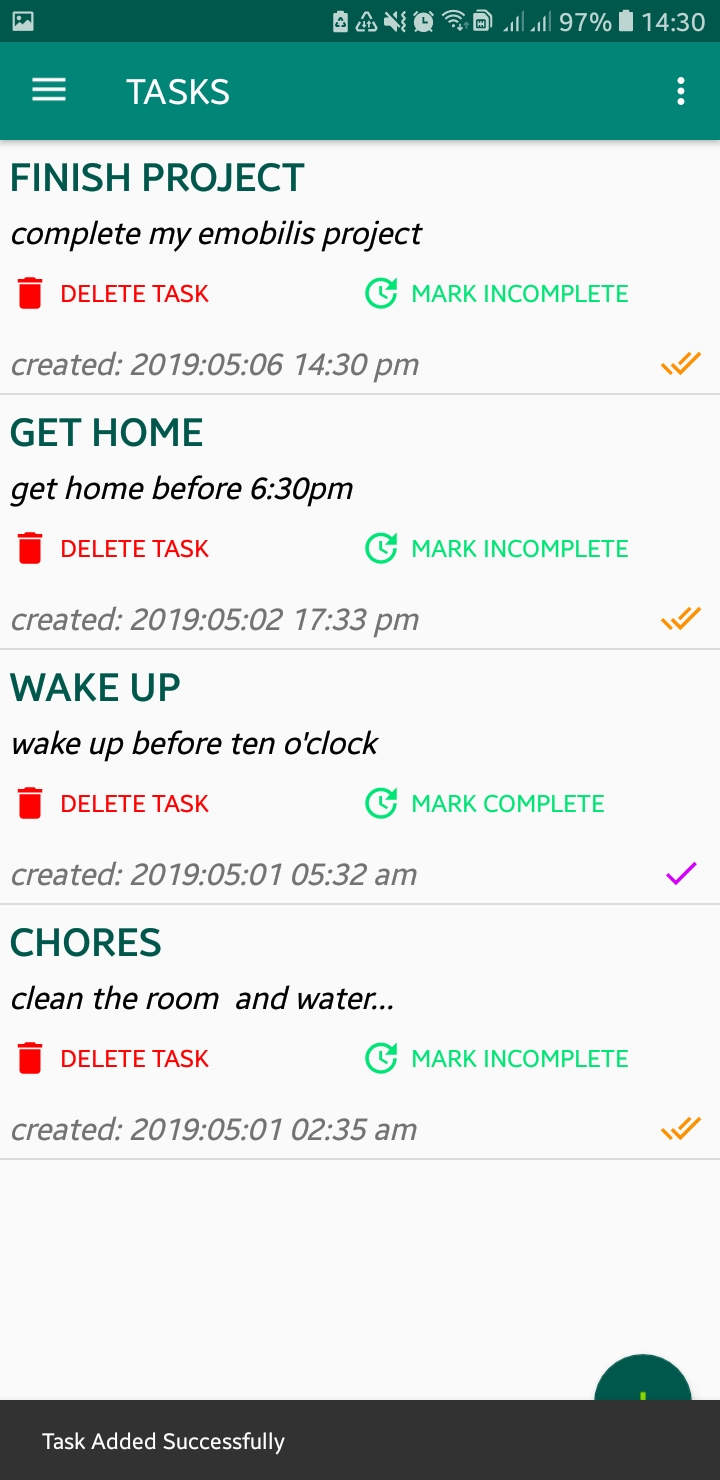 97% 14:30
TASKS
FINISH PROJECT
complete my emobilis project
DELETE TASK MARK INCOMPLETE
created: 2019:05:06 14:30 pm
GET HOME
get home before 6:30pm
DELETE TASK MARK INCOMPLETE
created: 2019:05:02 17:33 pm
WAKE UP
wake up before ten o'clock
DELETE TASK MARK COMPLETE
created: 2019:05:01 05:32 am
CHORES
clean the room  and water...
DELETE TASK MARK INCOMPLETE
created: 2019:05:01 02:35 am
Task Added Successfully